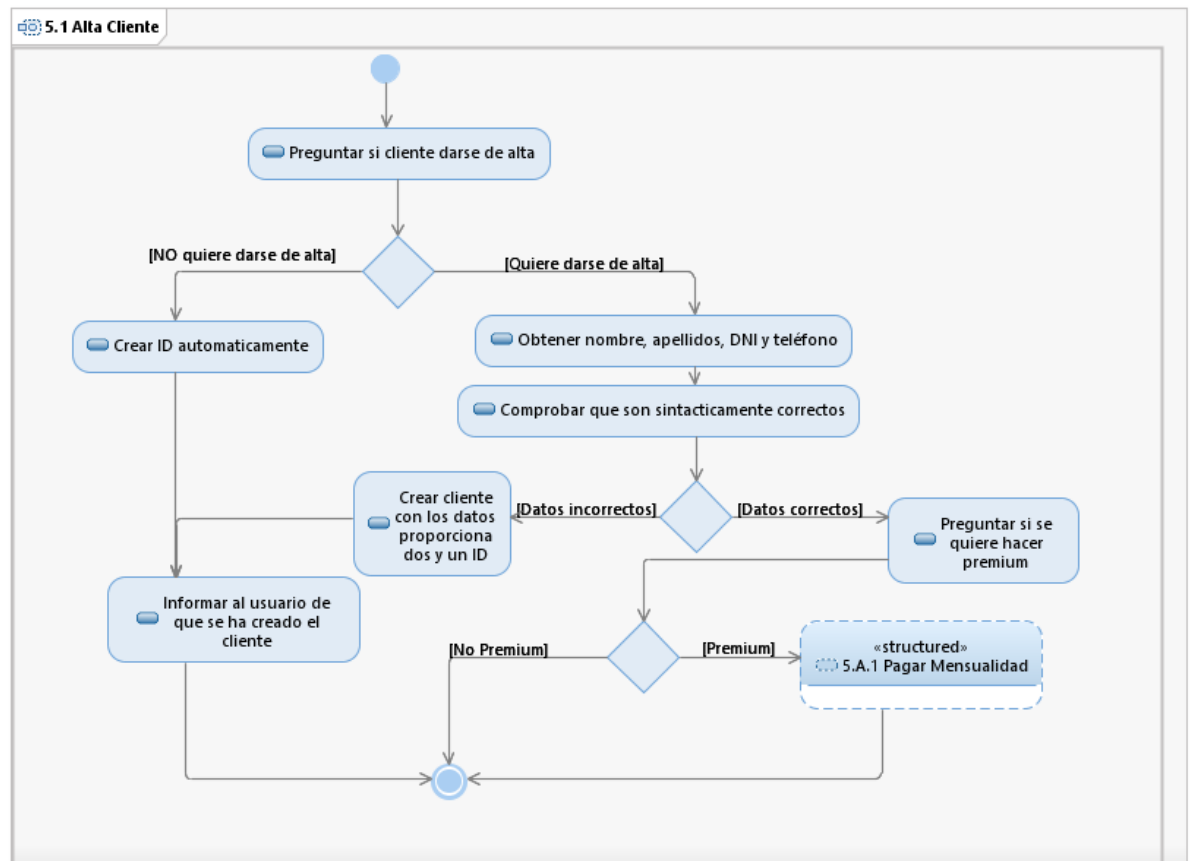 5.1 Alta Cliente
Preguntar si cliente darse de alta
[NO quiere darse de alta]
[Quiere darse de alta]
Crear ID automaticamente
Obtener nombre, apellidos, DNI y teléfono
Comprobar que son sintacticamente correctos
Crear cliente
con los datos
proporciona
dos y un ID
[Datos incorrectos]
[Datos correctos]
Preguntar si se
quiere hacer
premium
Informar al usuario de
que se ha creado el
cliente
[No Premium]
[Premium]
«structured»
5.A.1 Pagar Mensualidad